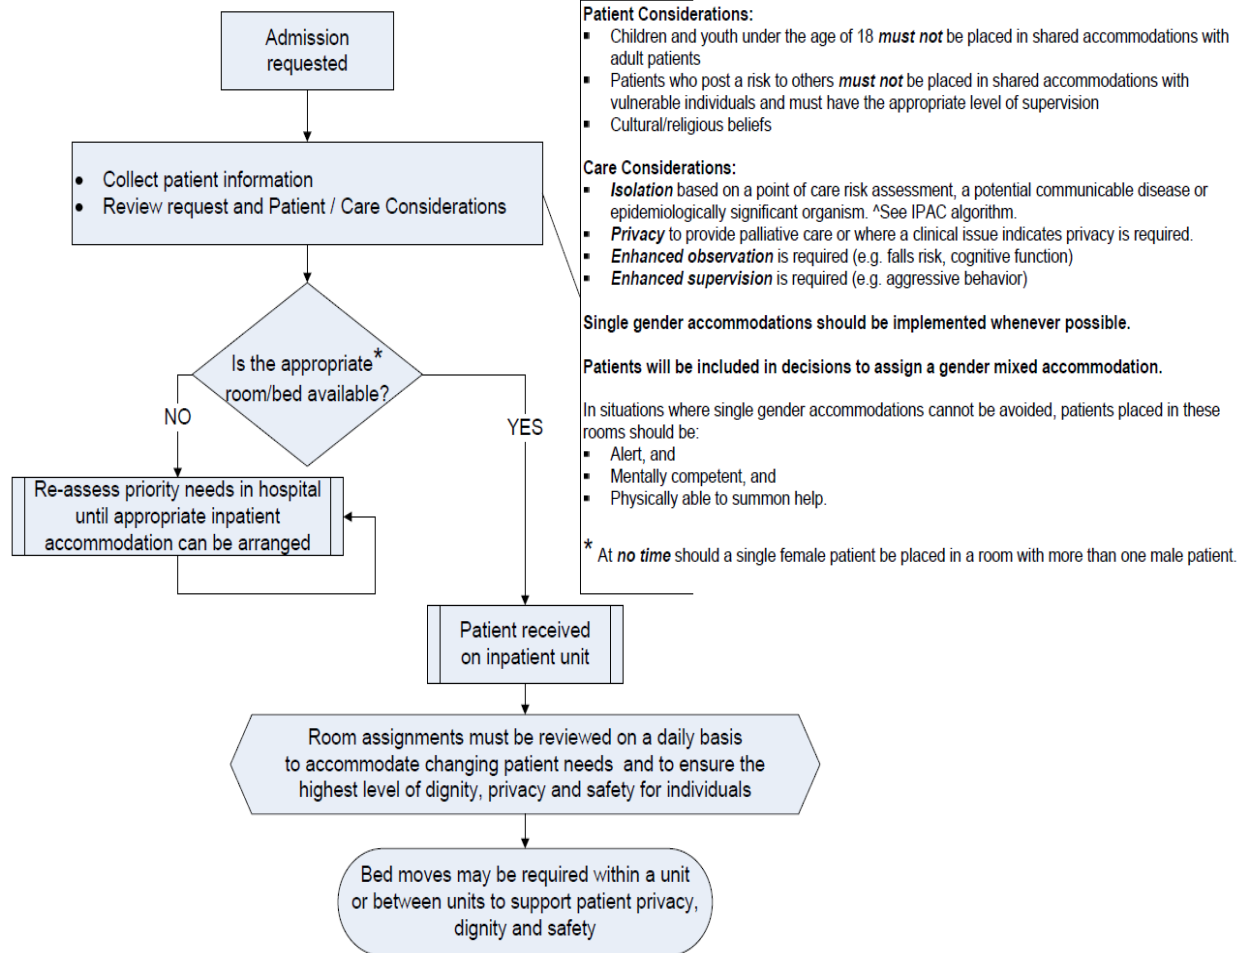 Admission
requested
• Collect patient information
• Review request and Patient / Care Considerations
Is the appropriate*
room/bed available?
NO
YES
Re-assess priority needs in hospital
until appropriate inpatient
accommodation can be arranged
Patient received
on inpatient unit
Room assignments must be reviewed on a daily basis
to accommodate changing patient needs and to ensure the
highest level of dignity, privacy and safety for individuals
Bed moves may be required within a unit
or between units to support patient privacy,
dignity and safety
Patient Considerations:
▪ Children and youth under the age of 18 must not be placed in shared accommodations with
adult patients
▪ Patients who post a risk to others must not be placed in shared accommodations with
vulnerable individuals and must have the appropriate level of supervision
▪ Cultural/religious beliefs
Care Considerations:
▪ Isolation based on a point of care risk assessment, a potential communicable disease or
epidemiologically significant organism. ^See IPAC algorithm.
▪ Privacy to provide palliative care or where a clinical issue indicates privacy is required.
▪ Enhanced observation is required (e.g. falls risk, cognitive function)
▪ Enhanced supervision is required (e.g. aggressive behavior)
Single gender accommodations should be implemented whenever possible.
Patients will be included in decisions to assign a gender mixed accommodation.
In situations where single gender accommodations cannot be avoided, patients placed in these
rooms should be:
▪ Alert, and
▪ Mentally competent, and
▪ Physically able to summon help.
* At no time should a single female patient be placed in a room with more than one male patient.